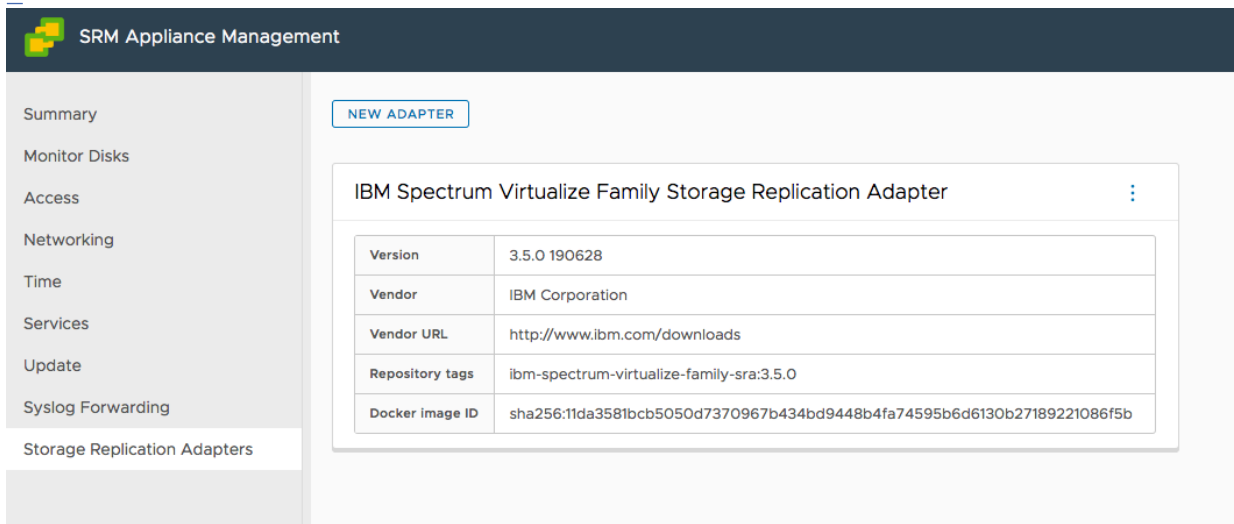 SRM Appliance Management
Summary
Monitor Disks
Access
Networking
Time
Services
Update
Syslog Forwarding
Storage Replication Adapters
NEW ADAPTER
IBM Spectrum Virtualize Family Storage Replication Adapter
Version 3.5.0 190628
Vendor IBM Corporation
Vendor URL http://www.ibm.com/downloads
Repository tags ibm-spectrum-virtualize-family-sra:3.5.0
Docker image ID sha256:11da3581bcb5050d7370967b434bd9448b4fa74595b6d6130b27189221086f5b